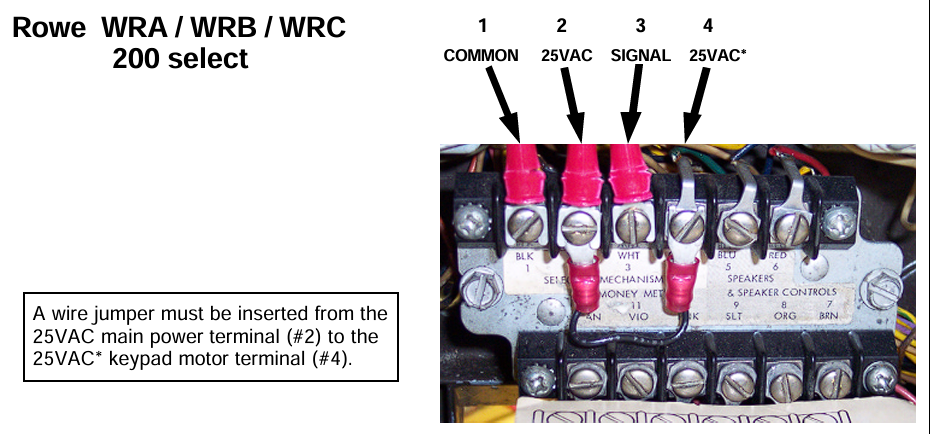 Rowe WRA / WRB / WRC
200 select
1 2 3 4
COMMON 25VAC SIGNAL 25VAC*
A wire jumper must be inserted from the
25VAC main power terminal (#2) to the
25VAC* keypad motor terminal (#4).
BLK WHT BLU RED
1 3 5 6
MECHANISM SPEAKERS
MONEY & SPEAKER CONTROLS
11 9 8 7
VIO SLT ORG BRN